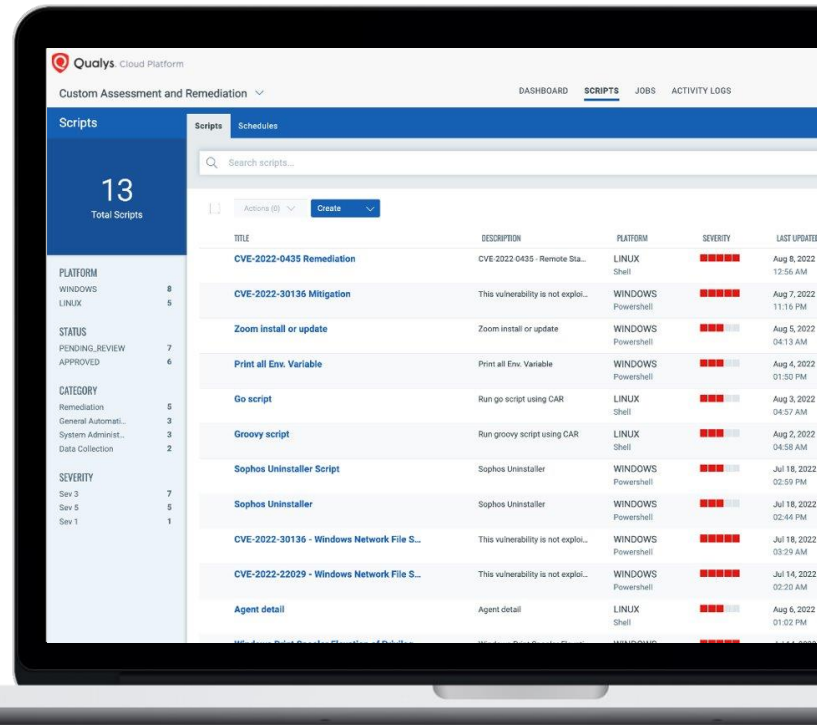 Qualys. Cloud Platform
Custom Assessment and Remediation
DASHBOARD SCRIPTS JOBS ACTIVITY LOGS
Scripts
Scripts Schedules
Search scripts...
13
Total Scripts
Actions (0) Create
TITLE DESCRIPTION PLATFORM SEVERITY LAST UPDATED
CVE-2022-0435 Remediation CVE-2022-0435 - Remote Sta... LINUX Aug 8, 2022
Shell 12:56 AM
PLATFORM
WINDOWS 8
LINUX 5
CVE-2022-30136 Mitigation This vulnerability is not exploi... WINDOWS Aug 7, 2022
Powershell 11:16 PM
STATUS
PENDING_REVIEW 7
APPROVED 6
Zoom install or update Zoom install or update WINDOWS Aug 5, 2022
Powershell 04:13 AM
Print all Env. Variable Print all Env. Variable WINDOWS Aug 4, 2022
Powershell 01:50 PM
CATEGORY
Remediation 5
General Automati... 3
System Administ... 3
Data Collection 2
Go script Run go script using CAR LINUX Aug 3, 2022
Shell 04:57 AM
Groovy script Run groovy script using CAR LINUX Aug 2, 2022
Shell 04:58 AM
SEVERITY
Sev 3 7
Sev 5 5
Sev 1 1
Sophos Uninstaller Script Sophos Uninstaller WINDOWS Jul 18, 2022
Powershell 02:59 PM
Sophos Uninstaller Sophos Uninstaller WINDOWS Jul 18, 2022
Powershell 02:44 PM
CVE-2022-30136 - Windows Network File S... This vulnerability is not exploi... WINDOWS Jul 18, 2022
Powershell 03:29 AM
CVE-2022-22029 - Windows Network File S... This vulnerability is not exploi... WINDOWS Jul 14, 2022
Powershell 02:20 AM
Agent detail Agent detail LINUX Aug 6, 2022
Shell 01:02 PM